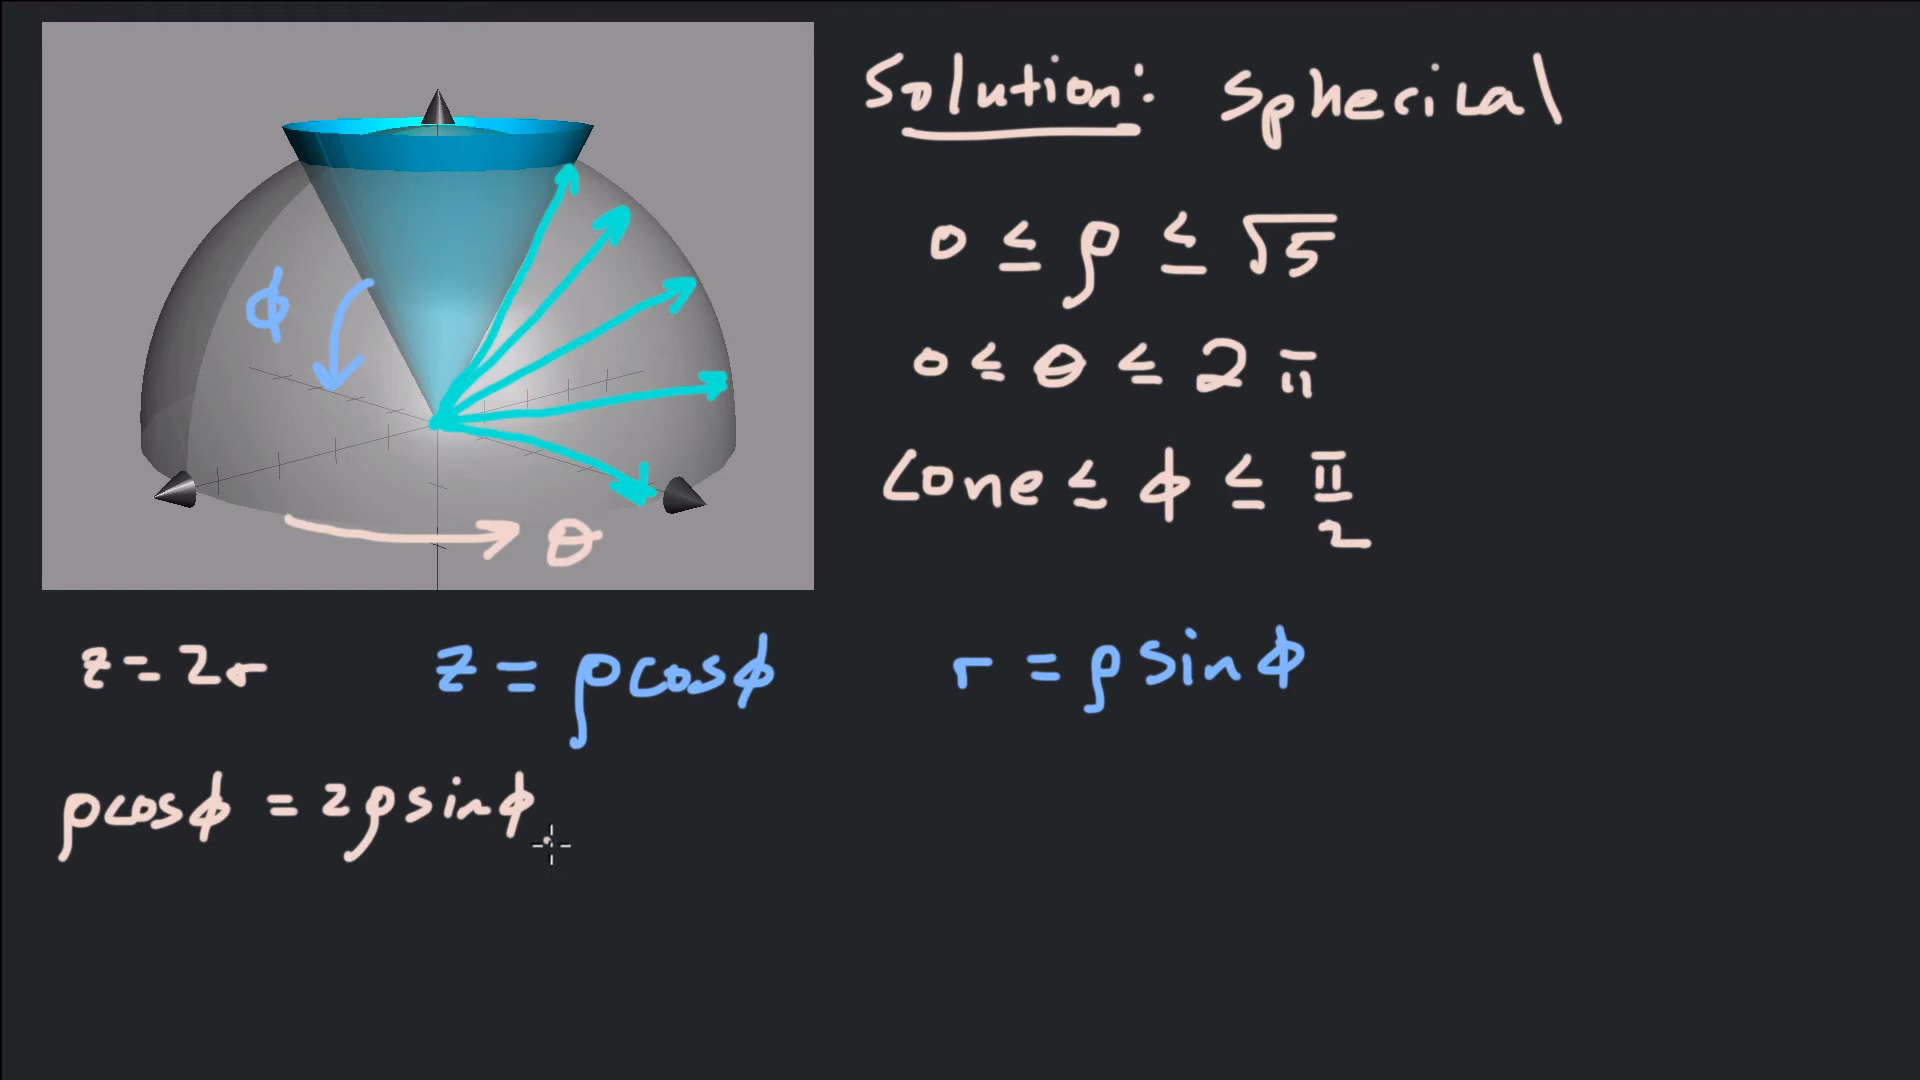 Solution: Spherical
0 ≤ ρ ≤ √5
0 ≤ θ ≤ 2π
Cone ≤ ϕ ≤ π/2
ϕ
θ
z = 2r z = ρcosϕ r = ρsinϕ
ρcosϕ = 2ρsinϕ